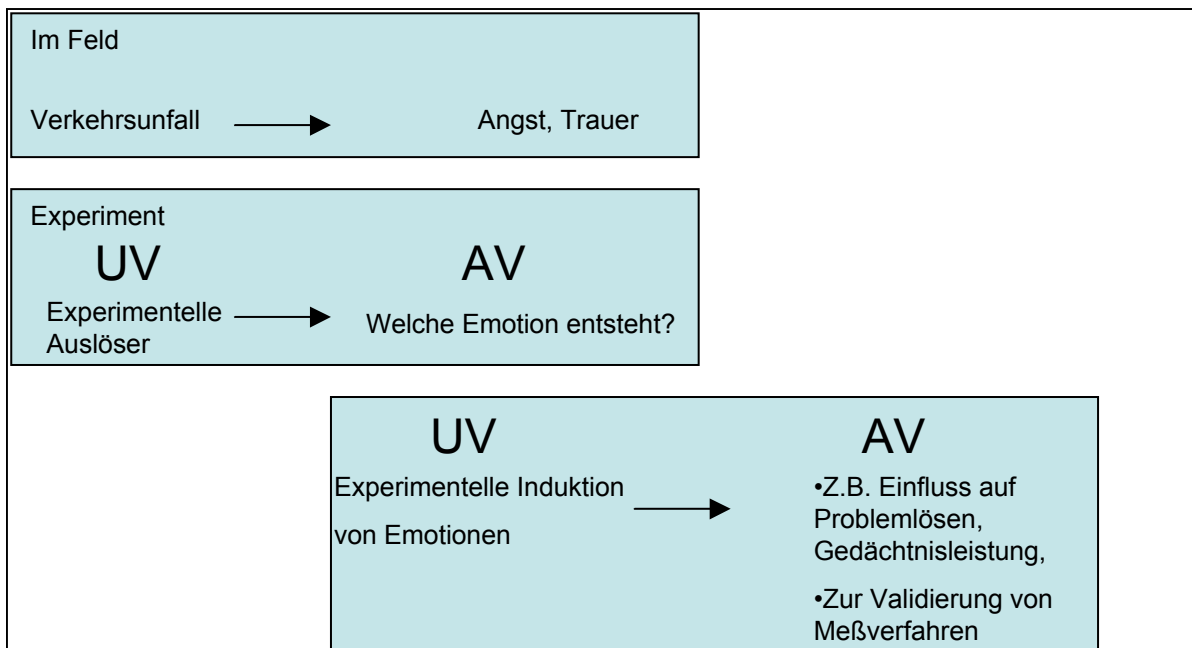 Im Feld
Verkehrsunfall Angst, Trauer
Experiment
UV AV
Experimentelle
Auslöser
Welche Emotion entsteht?
UV AV
Experimentelle Induktion
von Emotionen
•Z.B. Einfluss auf
Problemlösen,
Gedächtnisleistung,
•Zur Validierung von
Meßverfahren